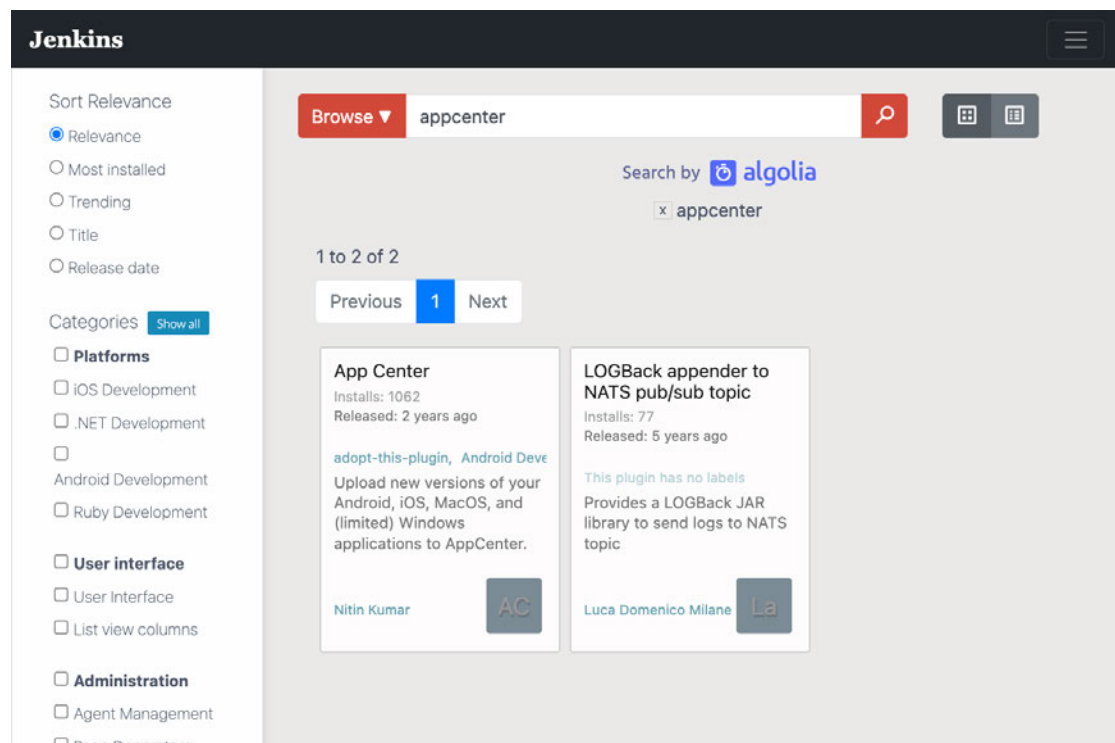 Jenkins
Sort Relevance
Relevance
Most installed
Trending
Title
Release date
Categories Show all
Platforms
iOS Development
.NET Development
Android Development
Ruby Development
User interface
User Interface
List view columns
Administration
Agent Management
Browse ▼ appcenter
Search by algolia
x appcenter
1 to 2 of 2
Previous 1 Next
App Center
Installs: 1062
Released: 2 years ago
adopt-this-plugin, Android Deve
Upload new versions of your
Android, iOS, MacOS, and
(limited) Windows
applications to AppCenter.
Nitin Kumar
AC
LOGBack appender to
NATS pub/sub topic
Installs: 77
Released: 5 years ago
This plugin has no labels
Provides a LOGBack JAR
library to send logs to NATS
topic
Luca Domenico Milane
La